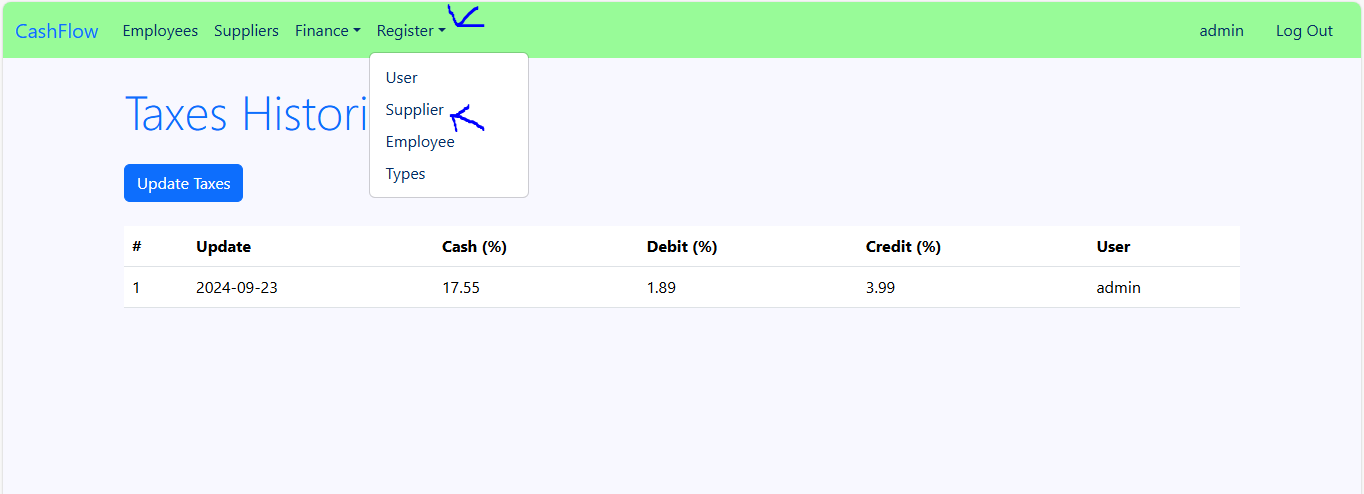 CashFlow Employees Suppliers Finance Register admin Log Out
User
Supplier
Employee
Types
Taxes Histori
Update Taxes
# Update Cash (%) Debit (%) Credit (%) User
1 2024-09-23 17.55 1.89 3.99 admin